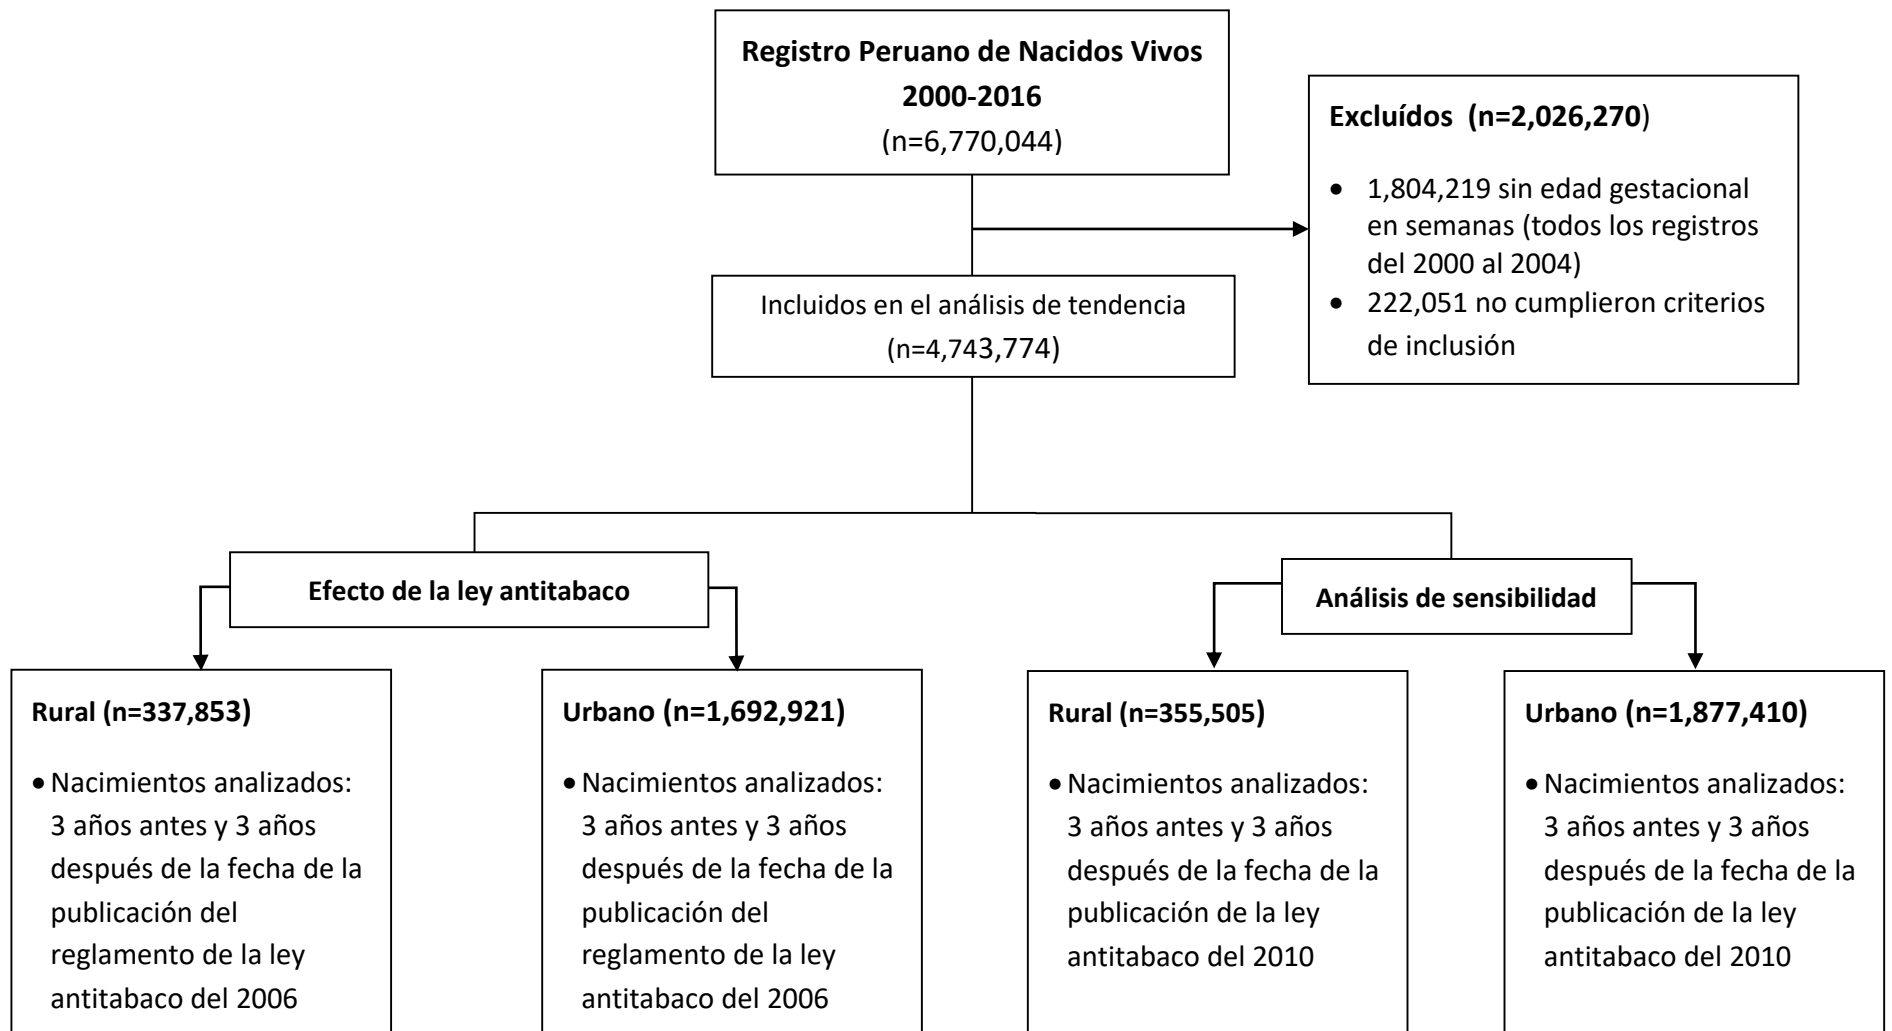 Registro Peruano de Nacidos Vivos
2000-2016
(n=6,770,044)
Excluídos (n=2,026,270)
• 1,804,219 sin edad gestacional
en semanas (todos los registros
del 2000 al 2004)
• 222,051 no cumplieron criterios
de inclusión
Incluidos en el análisis de tendencia
(n=4,743,774)
Efecto de la ley antitabaco
Análisis de sensibilidad
Rural (n=337,853)
• Nacimientos analizados:
3 años antes y 3 años
después de la fecha de la
publicación del
reglamento de la ley
antitabaco del 2006
Urbano (n=1,692,921)
• Nacimientos analizados:
3 años antes y 3 años
después de la fecha de la
publicación del
reglamento de la ley
antitabaco del 2006
Rural (n=355,505)
• Nacimientos analizados:
3 años antes y 3 años
después de la fecha de la
publicación de la ley
antitabaco del 2010
Urbano (n=1,877,410)
• Nacimientos analizados:
3 años antes y 3 años
después de la fecha de la
publicación de la ley
antitabaco del 2010